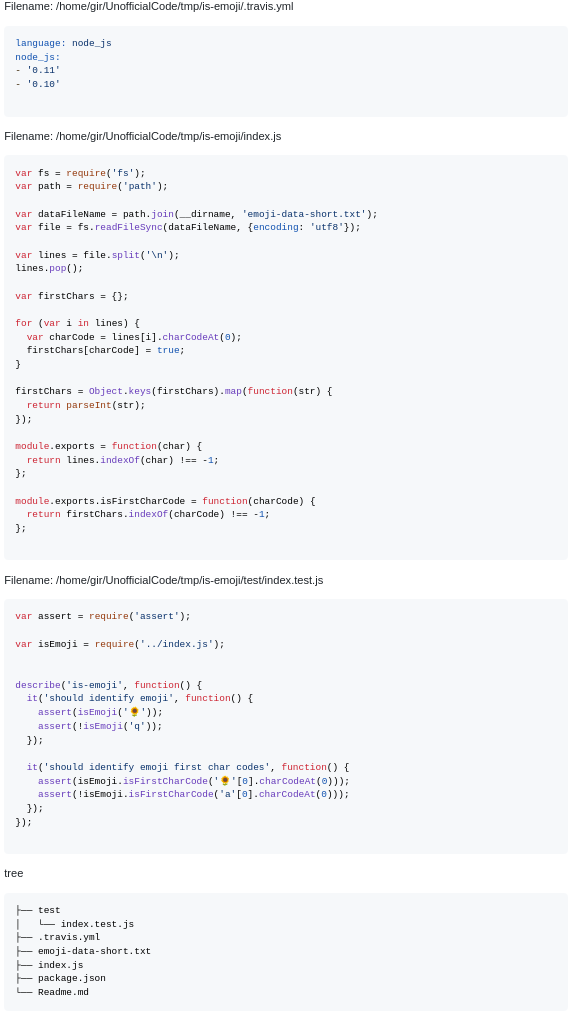 Filename: /home/gir/UnofficialCode/tmp/is-emoji/.travis.yml
language: node_js
node_js:
- '0.11'
- '0.10'
Filename: /home/gir/UnofficialCode/tmp/is-emoji/index.js
var fs = require('fs');
var path = require('path');
var dataFileName = path.join(__dirname, 'emoji-data-short.txt');
var file = fs.readFileSync(dataFileName, {encoding: 'utf8'});
var lines = file.split('\n');
lines.pop();
var firstChars = {};
for (var i in lines) {
  var charCode = lines[i].charCodeAt(0);
  firstChars[charCode] = true;
}
firstChars = Object.keys(firstChars).map(function(str) {
  return parseInt(str);
});
module.exports = function(char) {
  return lines.indexOf(char) !== -1;
};
module.exports.isFirstCharCode = function(charCode) {
  return firstChars.indexOf(charCode) !== -1;
};
Filename: /home/gir/UnofficialCode/tmp/is-emoji/test/index.test.js
var assert = require('assert');
var isEmoji = require('../index.js');
describe('is-emoji', function() {
  it('should identify emoji', function() {
    assert(isEmoji('🌻'));
    assert(!isEmoji('q'));
  });
  it('should identify emoji first char codes', function() {
    assert(isEmoji.isFirstCharCode('🌻'[0].charCodeAt(0)));
    assert(!isEmoji.isFirstCharCode('a'[0].charCodeAt(0)));
  });
});
tree
├── test
│   └── index.test.js
├── .travis.yml
├── emoji-data-short.txt
├── index.js
├── package.json
└── Readme.md